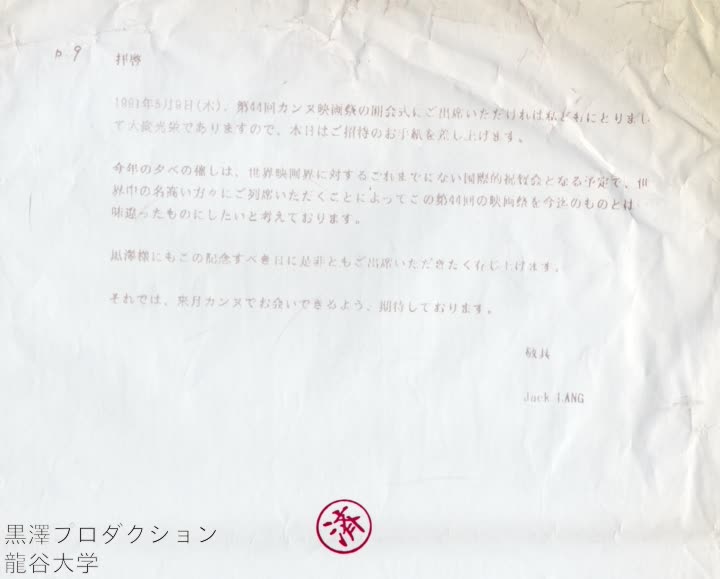 p.9
拝啓
1991年5月9日(木)、第44回カンヌ映画祭の開会式にご出席いただければ私どもにとりまし
て大変光栄でありますので、本日はご招待のお手紙を差し上げます。
今年の夕べの催しは、世界映画界に対するこれまでにない国際的祝賀会となる予定で、世
界中の名高い方々にご列席いただくことによってこの第44回の映画祭を今迄のものとは
味違ったものにしたいと考えております。
黒澤様にもこの記念すべき日に是非ともご出席いただきたく存じ上げます。
それでは、来月カンヌでお会いできるよう、期待しております。
敬具
Jack LANG
済
黒澤プロダクション
龍谷大学